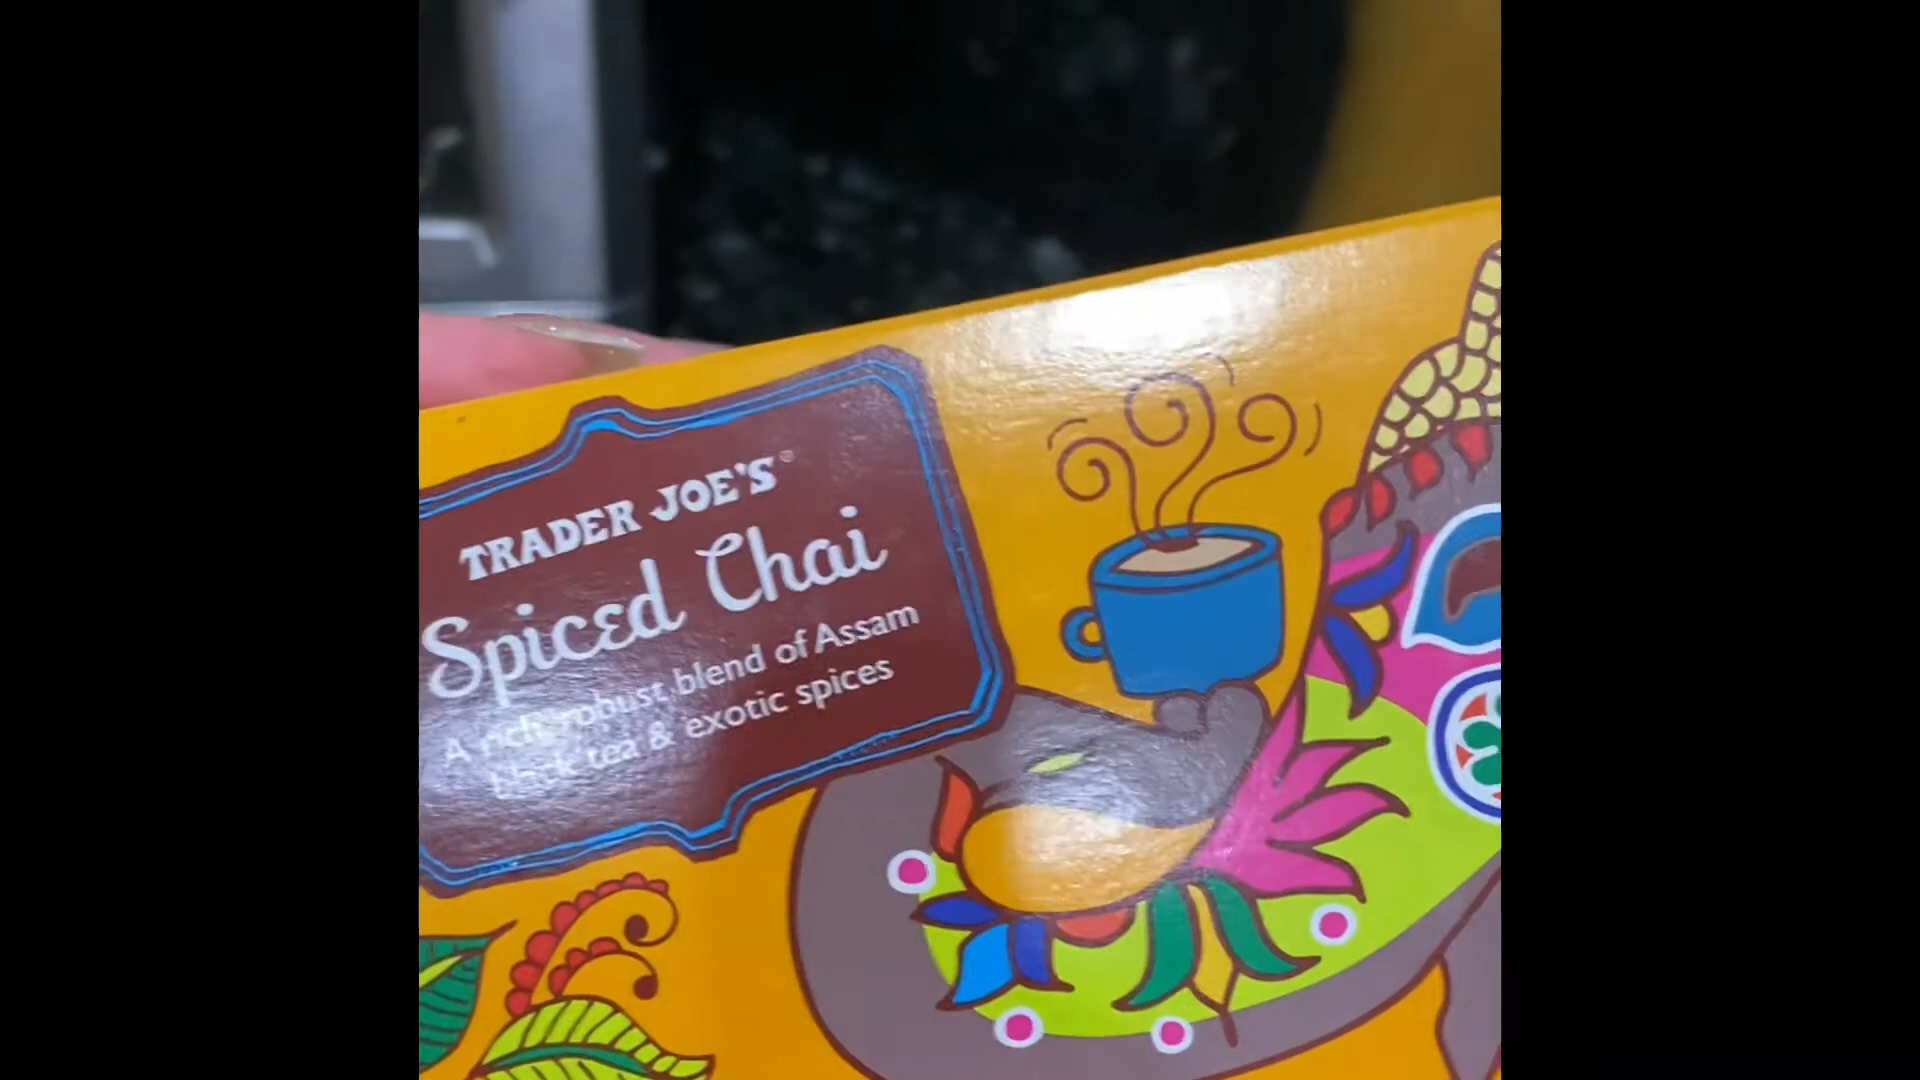 TRADER JOE'S®
Spiced Chai
A rich, robust blend of Assam
black tea & exotic spices